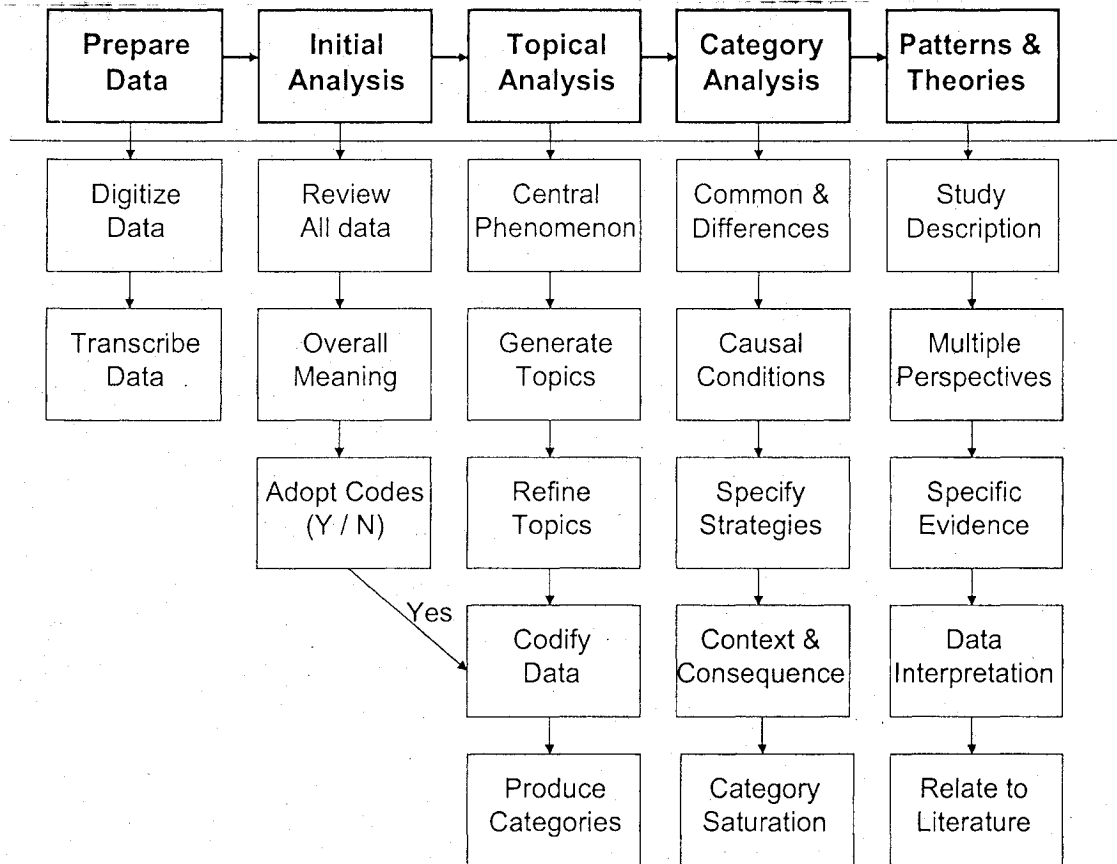 Prepare
Data
Initial
Analysis
Topical
Analysis
Category
Analysis
Patterns &
Theories
Digitize
Data
Review
All data
Central
Phenomenon
Common &
Differences
Study
Description
Transcribe
Data
Overall
Meaning
Generate
Topics
Causal
Conditions
Multiple
Perspectives
Adopt Codes
(Y / N)
Refine
Topics
Specify
Strategies
Specific
Evidence
Yes
Codify
Data
Context &
Consequence
Data
Interpretation
Produce
Categories
Category
Saturation
Relate to
Literature